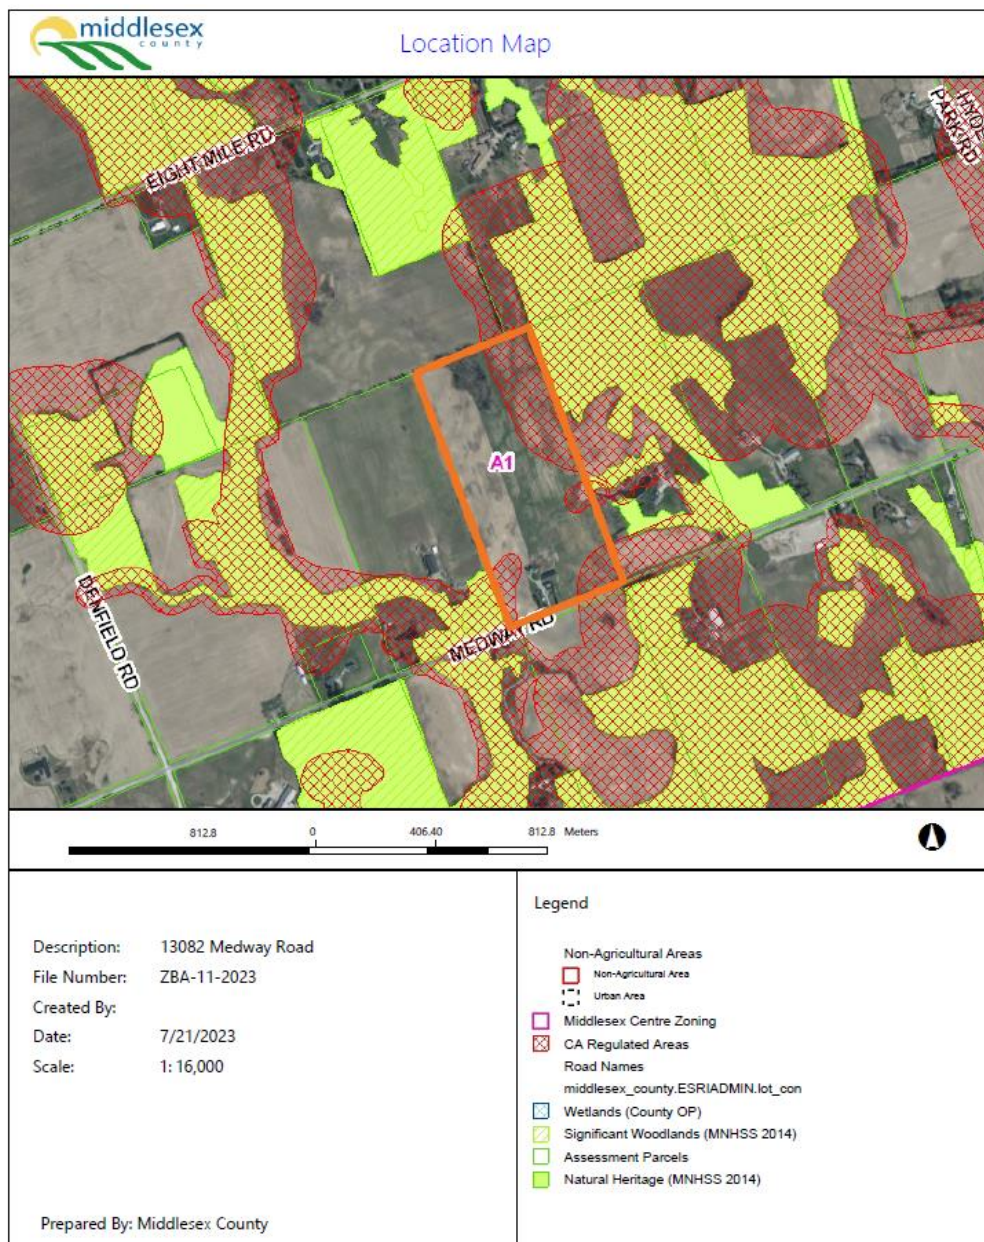 middlesex
county
Location Map
HYDE
PARK RD
EIGHT MILE RD
A1
DENFIELD RD
MEDWAY RD
812.8 0 406.40 812.8 Meters
Description: 13082 Medway Road
File Number: ZBA-11-2023
Created By:
Date: 7/21/2023
Scale: 1: 16,000
Prepared By: Middlesex County
Legend
Non-Agricultural Areas
Non-Agricultural Area
Urban Area
Middlesex Centre Zoning
CA Regulated Areas
Road Names
middlesex_county.ESRIADMIN.lot_con
Wetlands (County OP)
Significant Woodlands (MNHSS 2014)
Assessment Parcels
Natural Heritage (MNHSS 2014)